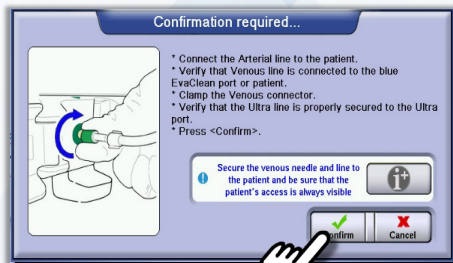 Confirmation required...
* Connect the Arterial line to the patient.
* Verify that Venous line is connected to the blue
EvaClean port or patient.
* Clamp the Venous connector.
* Verify that the Ultra line is properly secured to the Ultra
port.
* Press <Confirm>.
Secure the venous needle and line to
the patient and be sure that the
patient's access is always visible
Confirm
Cancel